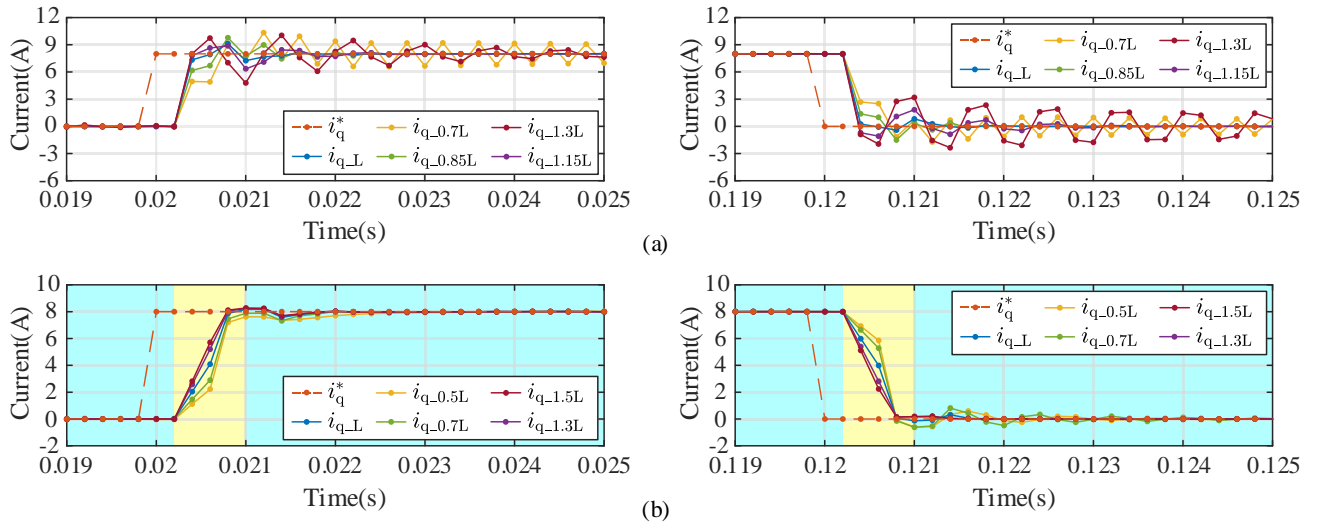 (a)
Current(A)
12
9
6
3
0
-3
-6
0.019 0.02 0.021 0.022 0.023 0.024 0.025
Time(s)
i*q iq_0.7L iq_1.3L
iq_L iq_0.85L iq_1.15L
Current(A)
12
9
6
3
0
-3
-6
0.119 0.12 0.121 0.122 0.123 0.124 0.125
Time(s)
i*q iq_0.7L iq_1.3L
iq_L iq_0.85L iq_1.15L
(b)
Current(A)
10
8
6
4
2
0
-2
0.019 0.02 0.021 0.022 0.023 0.024 0.025
Time(s)
i*q iq_0.5L iq_1.5L
iq_L iq_0.7L iq_1.3L
Current(A)
10
8
6
4
2
0
-2
0.119 0.12 0.121 0.122 0.123 0.124 0.125
Time(s)
i*q iq_0.5L iq_1.5L
iq_L iq_0.7L iq_1.3L